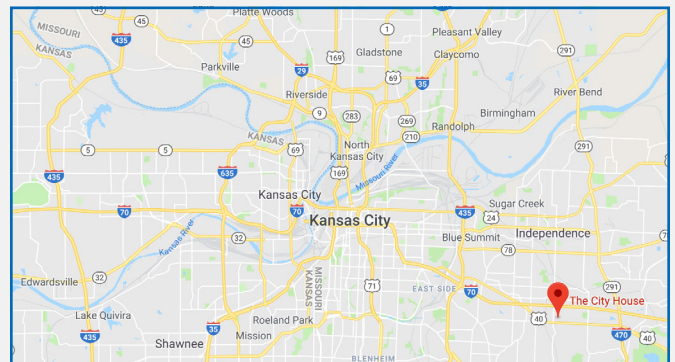 Platte Woods
45
45
MISSOURI
KANSAS
435
45
Parkville
29
169
Gladstone
1
Pleasant Valley
Claycomo
69
35
291
River Bend
Riverside
9
283
269
210
Randolph
Birmingham
KANSAS
North
Kansas City
69
169
Missouri River
291
5
5
435
635
Kansas City
70
70
Kansas City
435
Sugar Creek
24
Blue Summit
Independence
78
Kansas River
32
32
Edwardsville
MISSOURI
KANSAS
71
EAST SIDE
70
291
The City House
40
470
40
Lake Quivira
435
35
Roeland Park
Mission
Shawnee
BLENHEIM